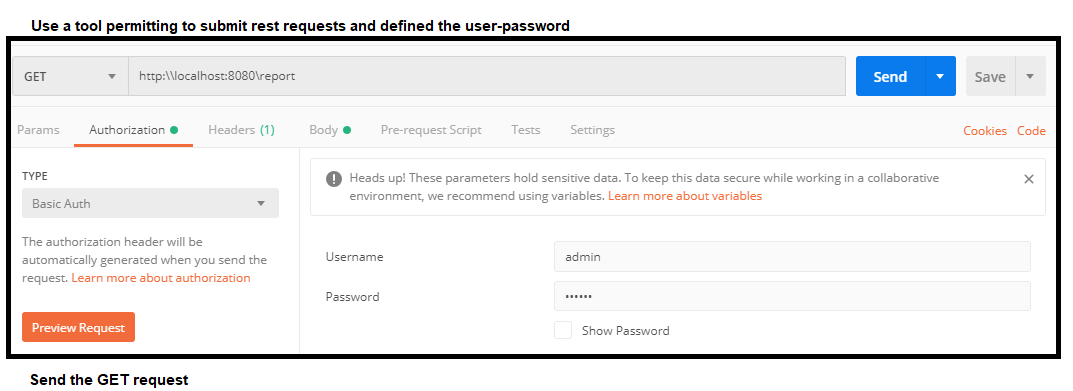 Use a tool permitting to submit rest requests and defined the user-password
GET
http:\\localhost:8080\report
Send
Save
Params
Authorization
Headers (1)
Body
Pre-request Script
Tests
Settings
Cookies
Code
TYPE
Basic Auth
The authorization header will be
automatically generated when you send the
request. Learn more about authorization
Preview Request
Heads up! These parameters hold sensitive data. To keep this data secure while working in a collaborative
environment, we recommend using variables. Learn more about variables
Username
admin
Password
••••••
Show Password
Send the GET request